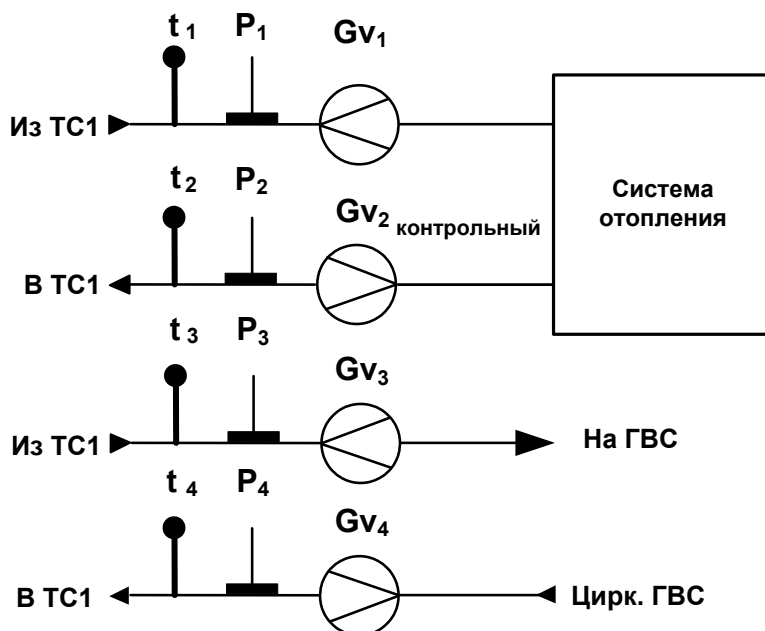 t 1 P1 Gv1
Из ТС1
Система
отопления
t 2 P2 Gv2 контрольный
В ТС1
t 3 P3 Gv3
Из ТС1
На ГВС
t 4 P4 Gv4
В ТС1
Цирк. ГВС